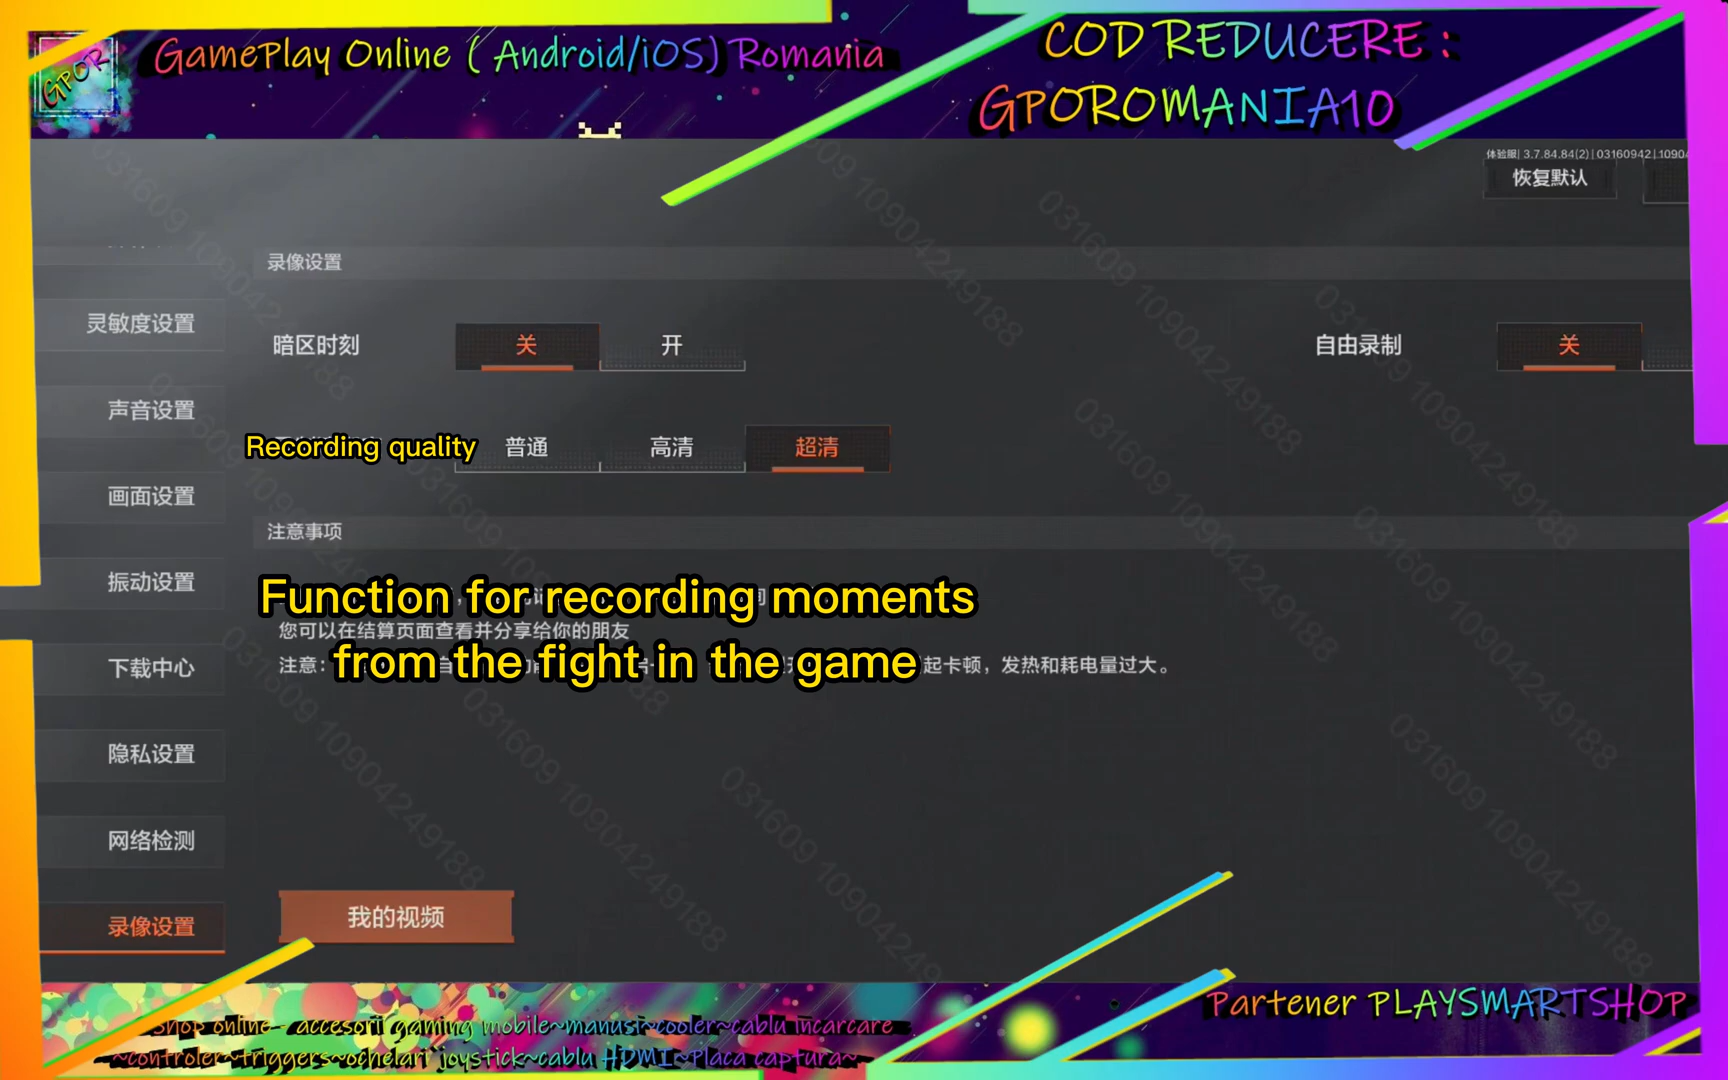 GPOR
GamePlay Online ( Android/iOS) Romania
COD REDUCERE :
GPOROMANIA10
体验服| 3.7.84.84(2) | 03160942 | 10904
恢复默认
录像设置
灵敏度设置
暗区时刻
关
开
自由录制
关
声音设置
Recording quality
普通
高清
超清
画面设置
注意事项
振动设置
Function for recording moments
您可以在结算页面查看并分享给你的朋友
from the fight in the game
注意:
起卡顿，发热和耗电量过大。
下载中心
隐私设置
网络检测
录像设置
我的视频
Partener PLAYSMARTSHOP
Shop online~ accesori gaming mobile~manusi~cooler~cablu incarcare
~controler~triggers~ochelari joystick~cablu HDMI~Placa captura~
031609 10904249188